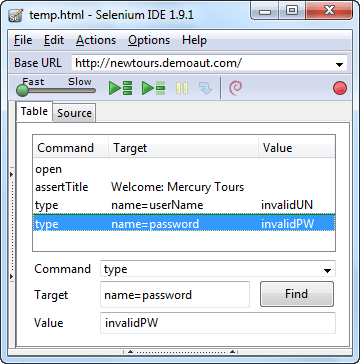 temp.html - Selenium IDE 1.9.1
File Edit Actions Options Help
Base URL http://newtours.demoaut.com/
Fast Slow
Table Source
Command Target Value
open
assertTitle Welcome: Mercury Tours
type name=userName invalidUN
type name=password invalidPW
Command type
Target name=password Find
Value invalidPW